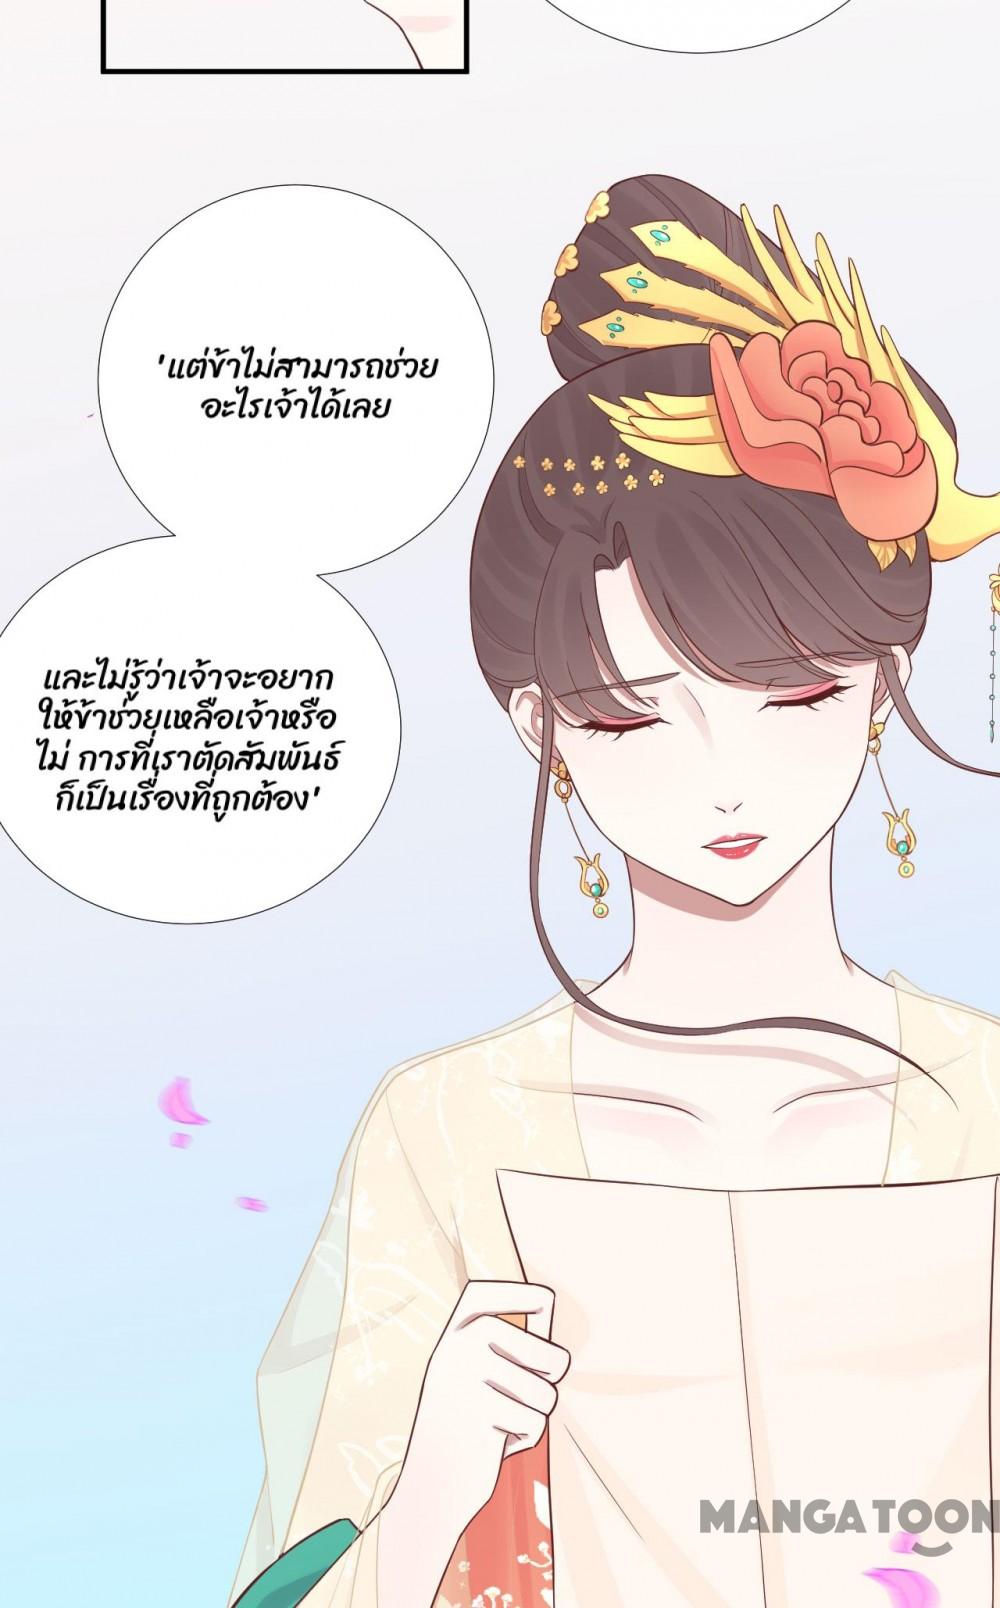 'แต่ข้าไม่สามารถช่วย
อะไรเจ้าได้เลย
และไม่รู้ว่าเจ้าจะอยาก
ให้ข้าช่วยเหลือเจ้าหรือ
ไม่ การที่เราตัดสัมพันธ์
ก็เป็นเรื่องที่ถูกต้อง'
MANGATOON